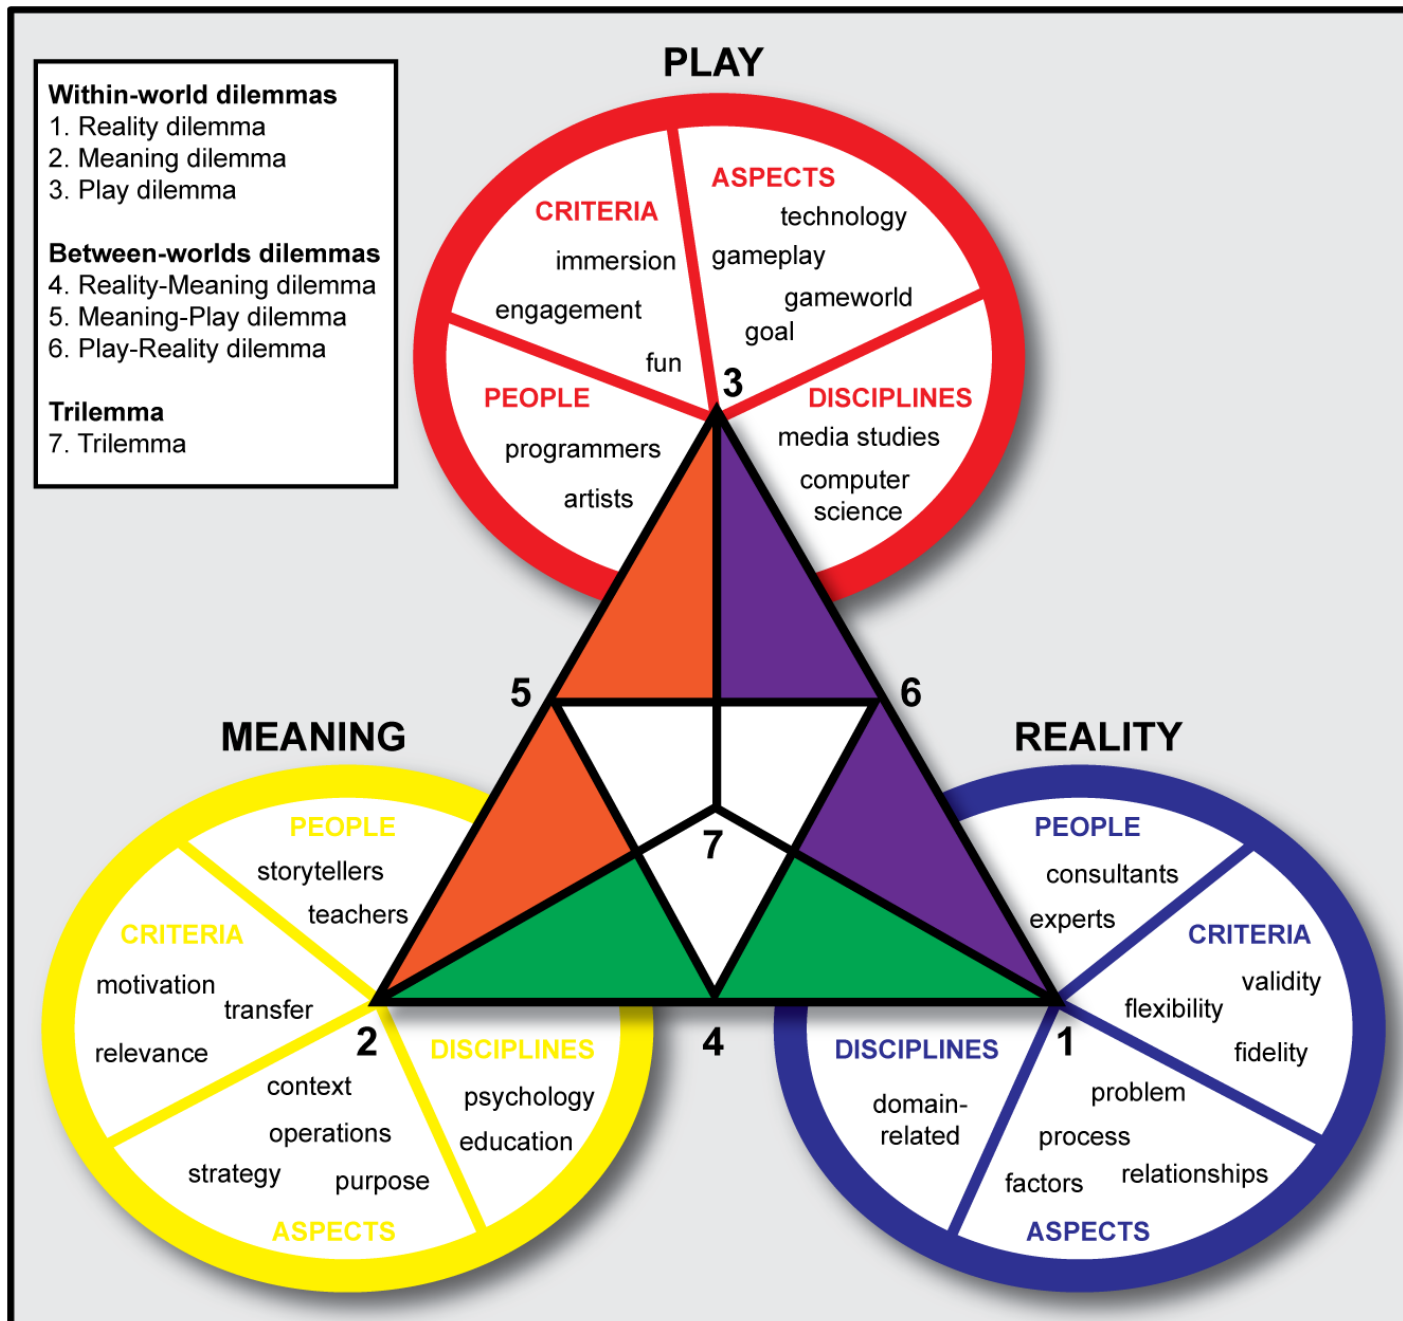 PLAY
Within-world dilemmas
1. Reality dilemma
2. Meaning dilemma
3. Play dilemma
Between-worlds dilemmas
4. Reality-Meaning dilemma
5. Meaning-Play dilemma
6. Play-Reality dilemma
Trilemma
7. Trilemma
CRITERIA
immersion
engagement
fun
ASPECTS
technology
gameplay
gameworld
goal
PEOPLE
programmers
artists
DISCIPLINES
media studies
computer
science
3
5
6
7
2
4
1
MEANING
PEOPLE
storytellers
teachers
CRITERIA
motivation
transfer
relevance
context
operations
strategy
purpose
ASPECTS
DISCIPLINES
psychology
education
REALITY
PEOPLE
consultants
experts
CRITERIA
validity
flexibility
fidelity
DISCIPLINES
domain-
related
problem
process
relationships
factors
ASPECTS